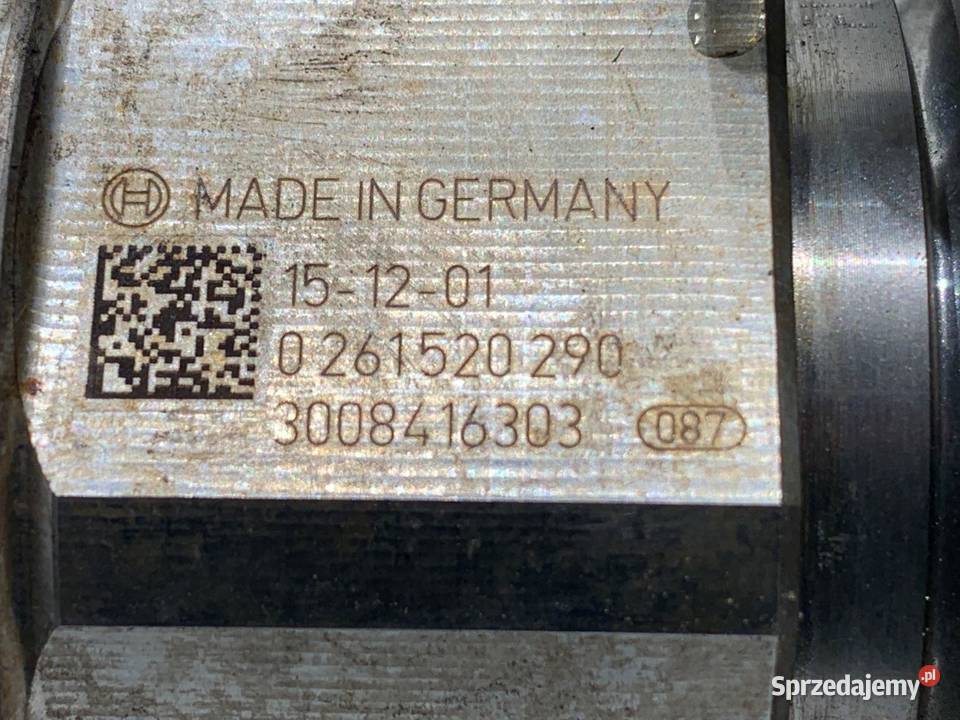 MADE IN GERMANY
15-12-01
0 261 520 290
3008416303 087
Sprzedajemy.pl